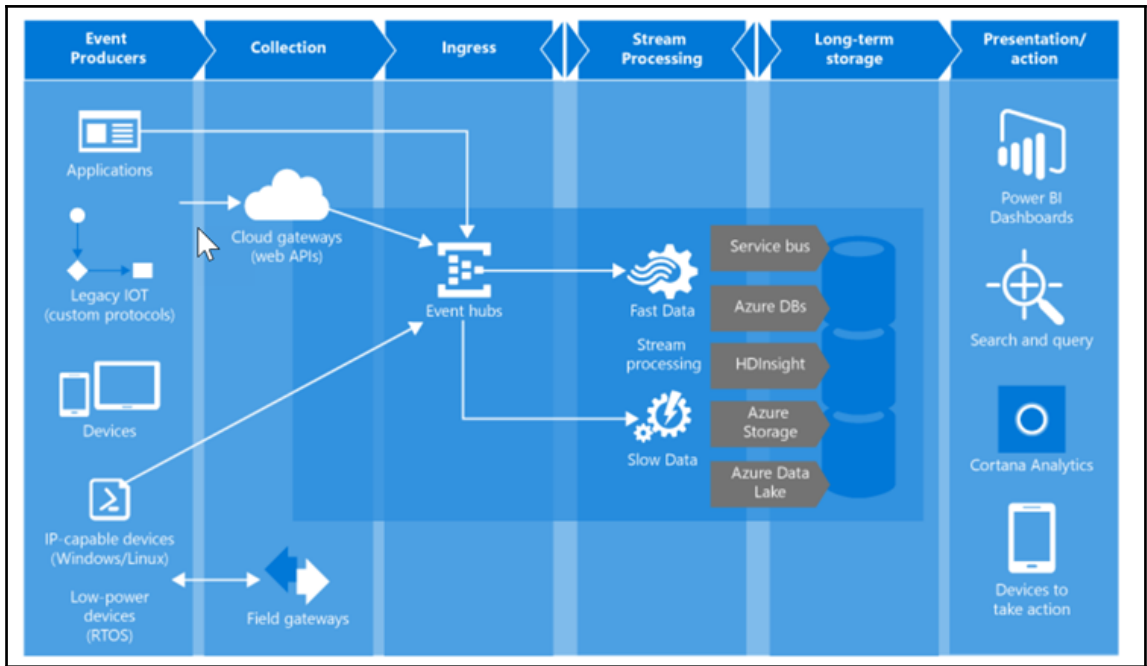 Event
Producers
Collection
Ingress
Stream
Processing
Long-term
storage
Presentation/
action
Applications
Cloud gateways
(web APIs)
Legacy IOT
(custom protocols)
Devices
IP-capable devices
(Windows/Linux)
Low-power
devices
(RTOS)
Field gateways
Event hubs
Fast Data
Stream
processing
Slow Data
Service bus
Azure DBs
HDInsight
Azure
Storage
Azure Data
Lake
Power BI
Dashboards
Search and query
Cortana Analytics
Devices to
take action